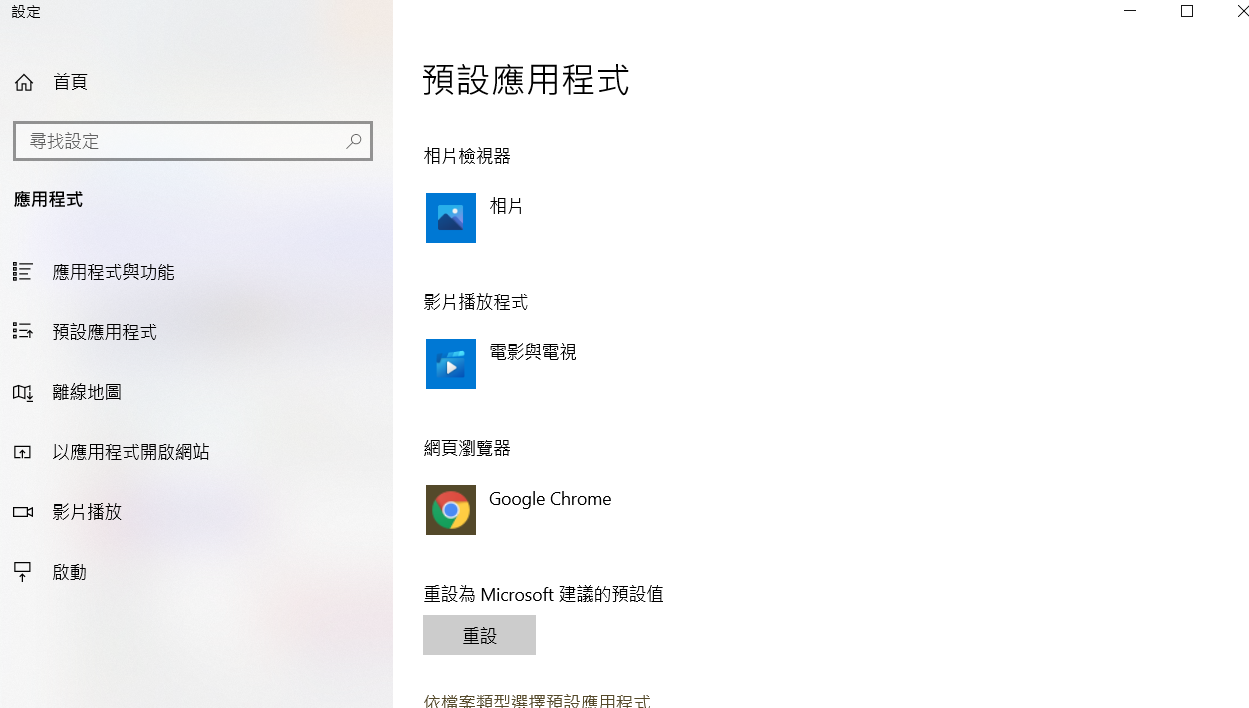 設定
首頁
尋找設定
應用程式
應用程式與功能
預設應用程式
離線地圖
以應用程式開啟網站
影片播放
啟動
預設應用程式
相片檢視器
相片
影片播放程式
電影與電視
網頁瀏覽器
Google Chrome
重設為 Microsoft 建議的預設值
重設
依檔案類型選擇預設應用程式